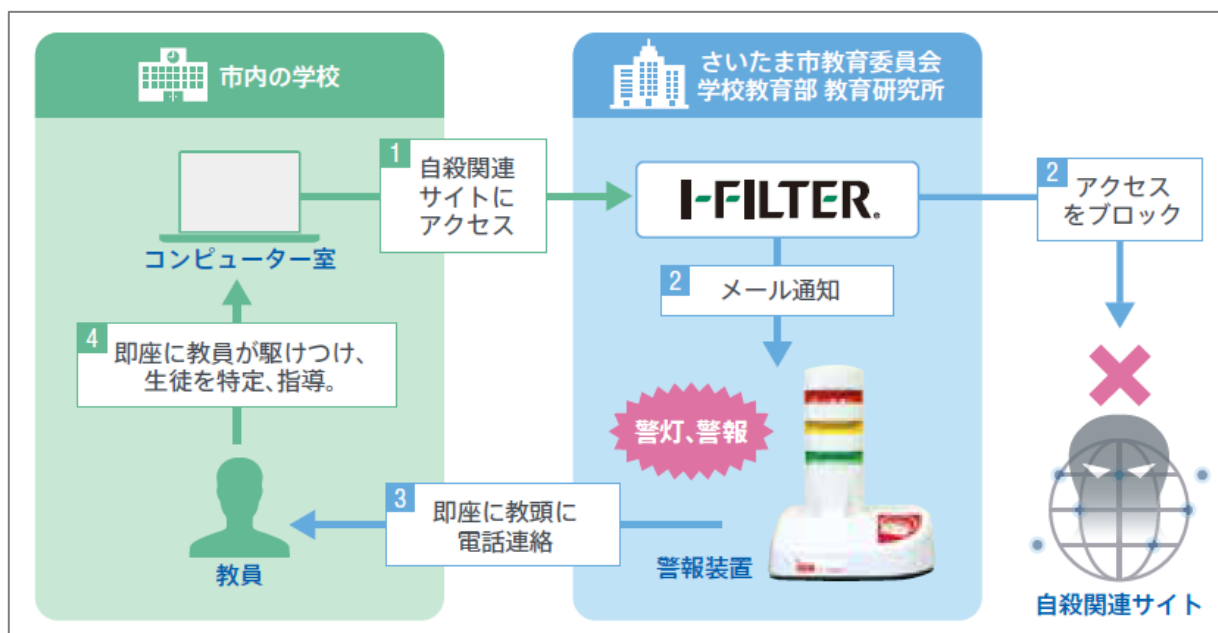 市内の学校
さいたま市教育委員会
学校教育部 教育研究所
1
自殺関連
サイトに
アクセス
I-FILTER®
2
アクセス
をブロック
コンピューター室
2
メール通知
4
即座に教員が駆けつけ、
生徒を特定、指導。
警灯、警報
3
即座に教頭に
電話連絡
教員
警報装置
自殺関連サイト